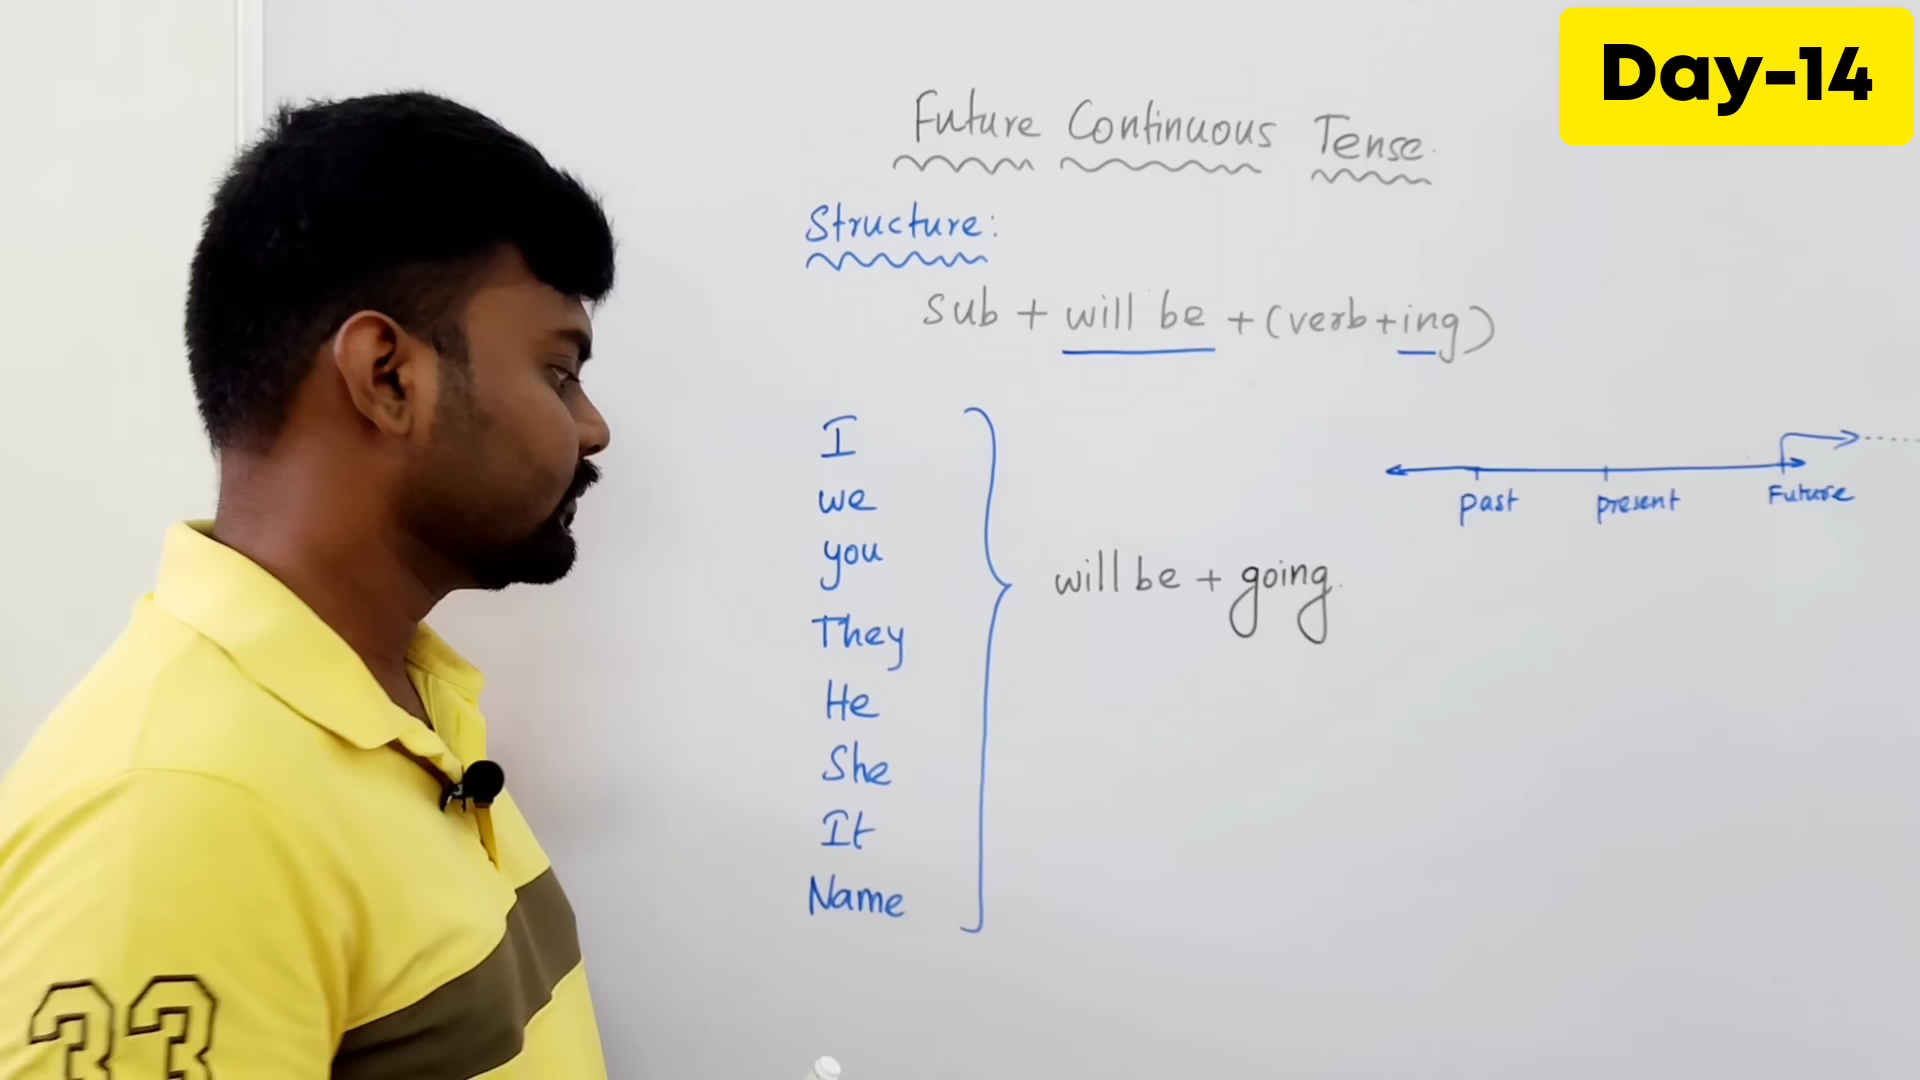 Day-14
Future Continuous Tense.
Structure:
sub + will be + (verb+ing)
I
we
you
They
He
She
It
Name
will be + going.
past present Future
33